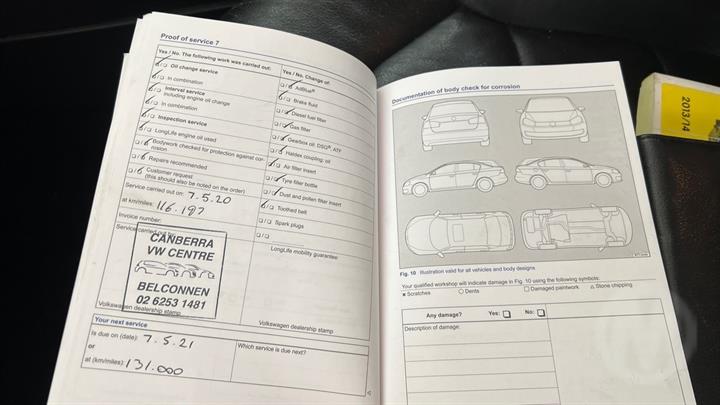 Proof of service 7
Yes / No. The following work was carried out:
Oil change service
In combination
Interval service
including engine oil change
In combination
Inspection service
LongLife engine oil used
Bodywork checked for protection against cor-
rosion
Repairs recommended
Customer request
(this should also be noted on the order)
Service carried out on: 7.5.20
at km/miles: 116.197
Invoice number:
Service carried out by:
CANBERRA
VW CENTRE
BELCONNEN
02 6253 1481
Volkswagen dealership stamp
Your next service
Is due on (date): 7.5.21
or
at (km/miles): 131.000
Yes / No. Change of:
AdBlue®
Brake fluid
Diesel fuel filter
Gas filter
Gearbox oil: DSG®, ATF
Haldex coupling: oil
Air filter insert
Tyre filler bottle
Dust and pollen filter insert
Toothed belt
Spark plugs
LongLife mobility guarantee:
Volkswagen dealership stamp
Which service is due next?
Documentation of body check for corrosion
Fig. 10 Illustration valid for all vehicles and body designs
Your qualified workshop will indicate damage in Fig. 10 using the following symbols:
x Scratches ○ Dents □ Damaged paintwork △ Stone chipping
Any damage? Yes: No:
Description of damage:
2013/14